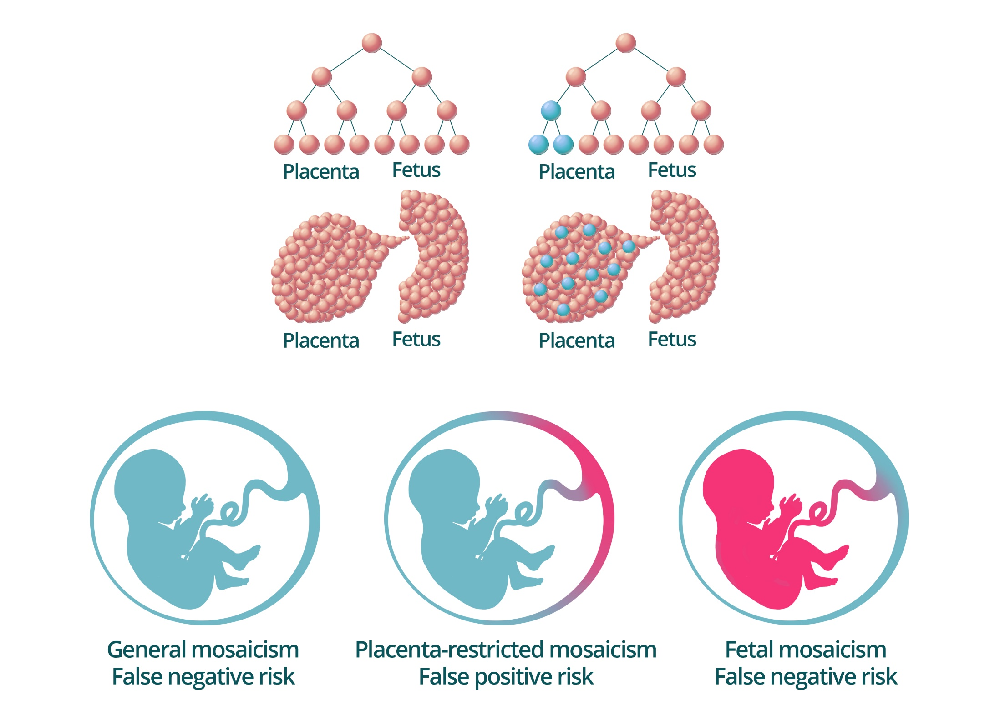 Placenta
Fetus
Placenta
Fetus
Placenta
Fetus
Placenta
Fetus
General mosaicism
False negative risk
Placenta-restricted mosaicism
False positive risk
Fetal mosaicism
False negative risk